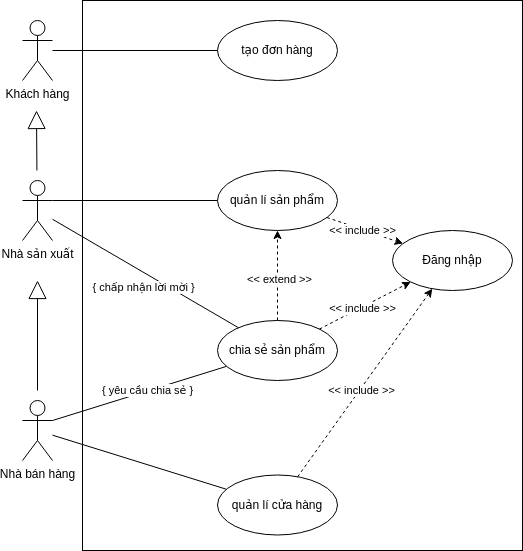 tạo đơn hàng
Khách hàng
quản lí sản phẩm
<< include >>
Nhà sản xuất
Đăng nhập
<< extend >>
{ chấp nhận lời mời }
<< include >>
chia sẻ sản phẩm
{ yêu cầu chia sẻ }
<< include >>
Nhà bán hàng
quản lí cửa hàng